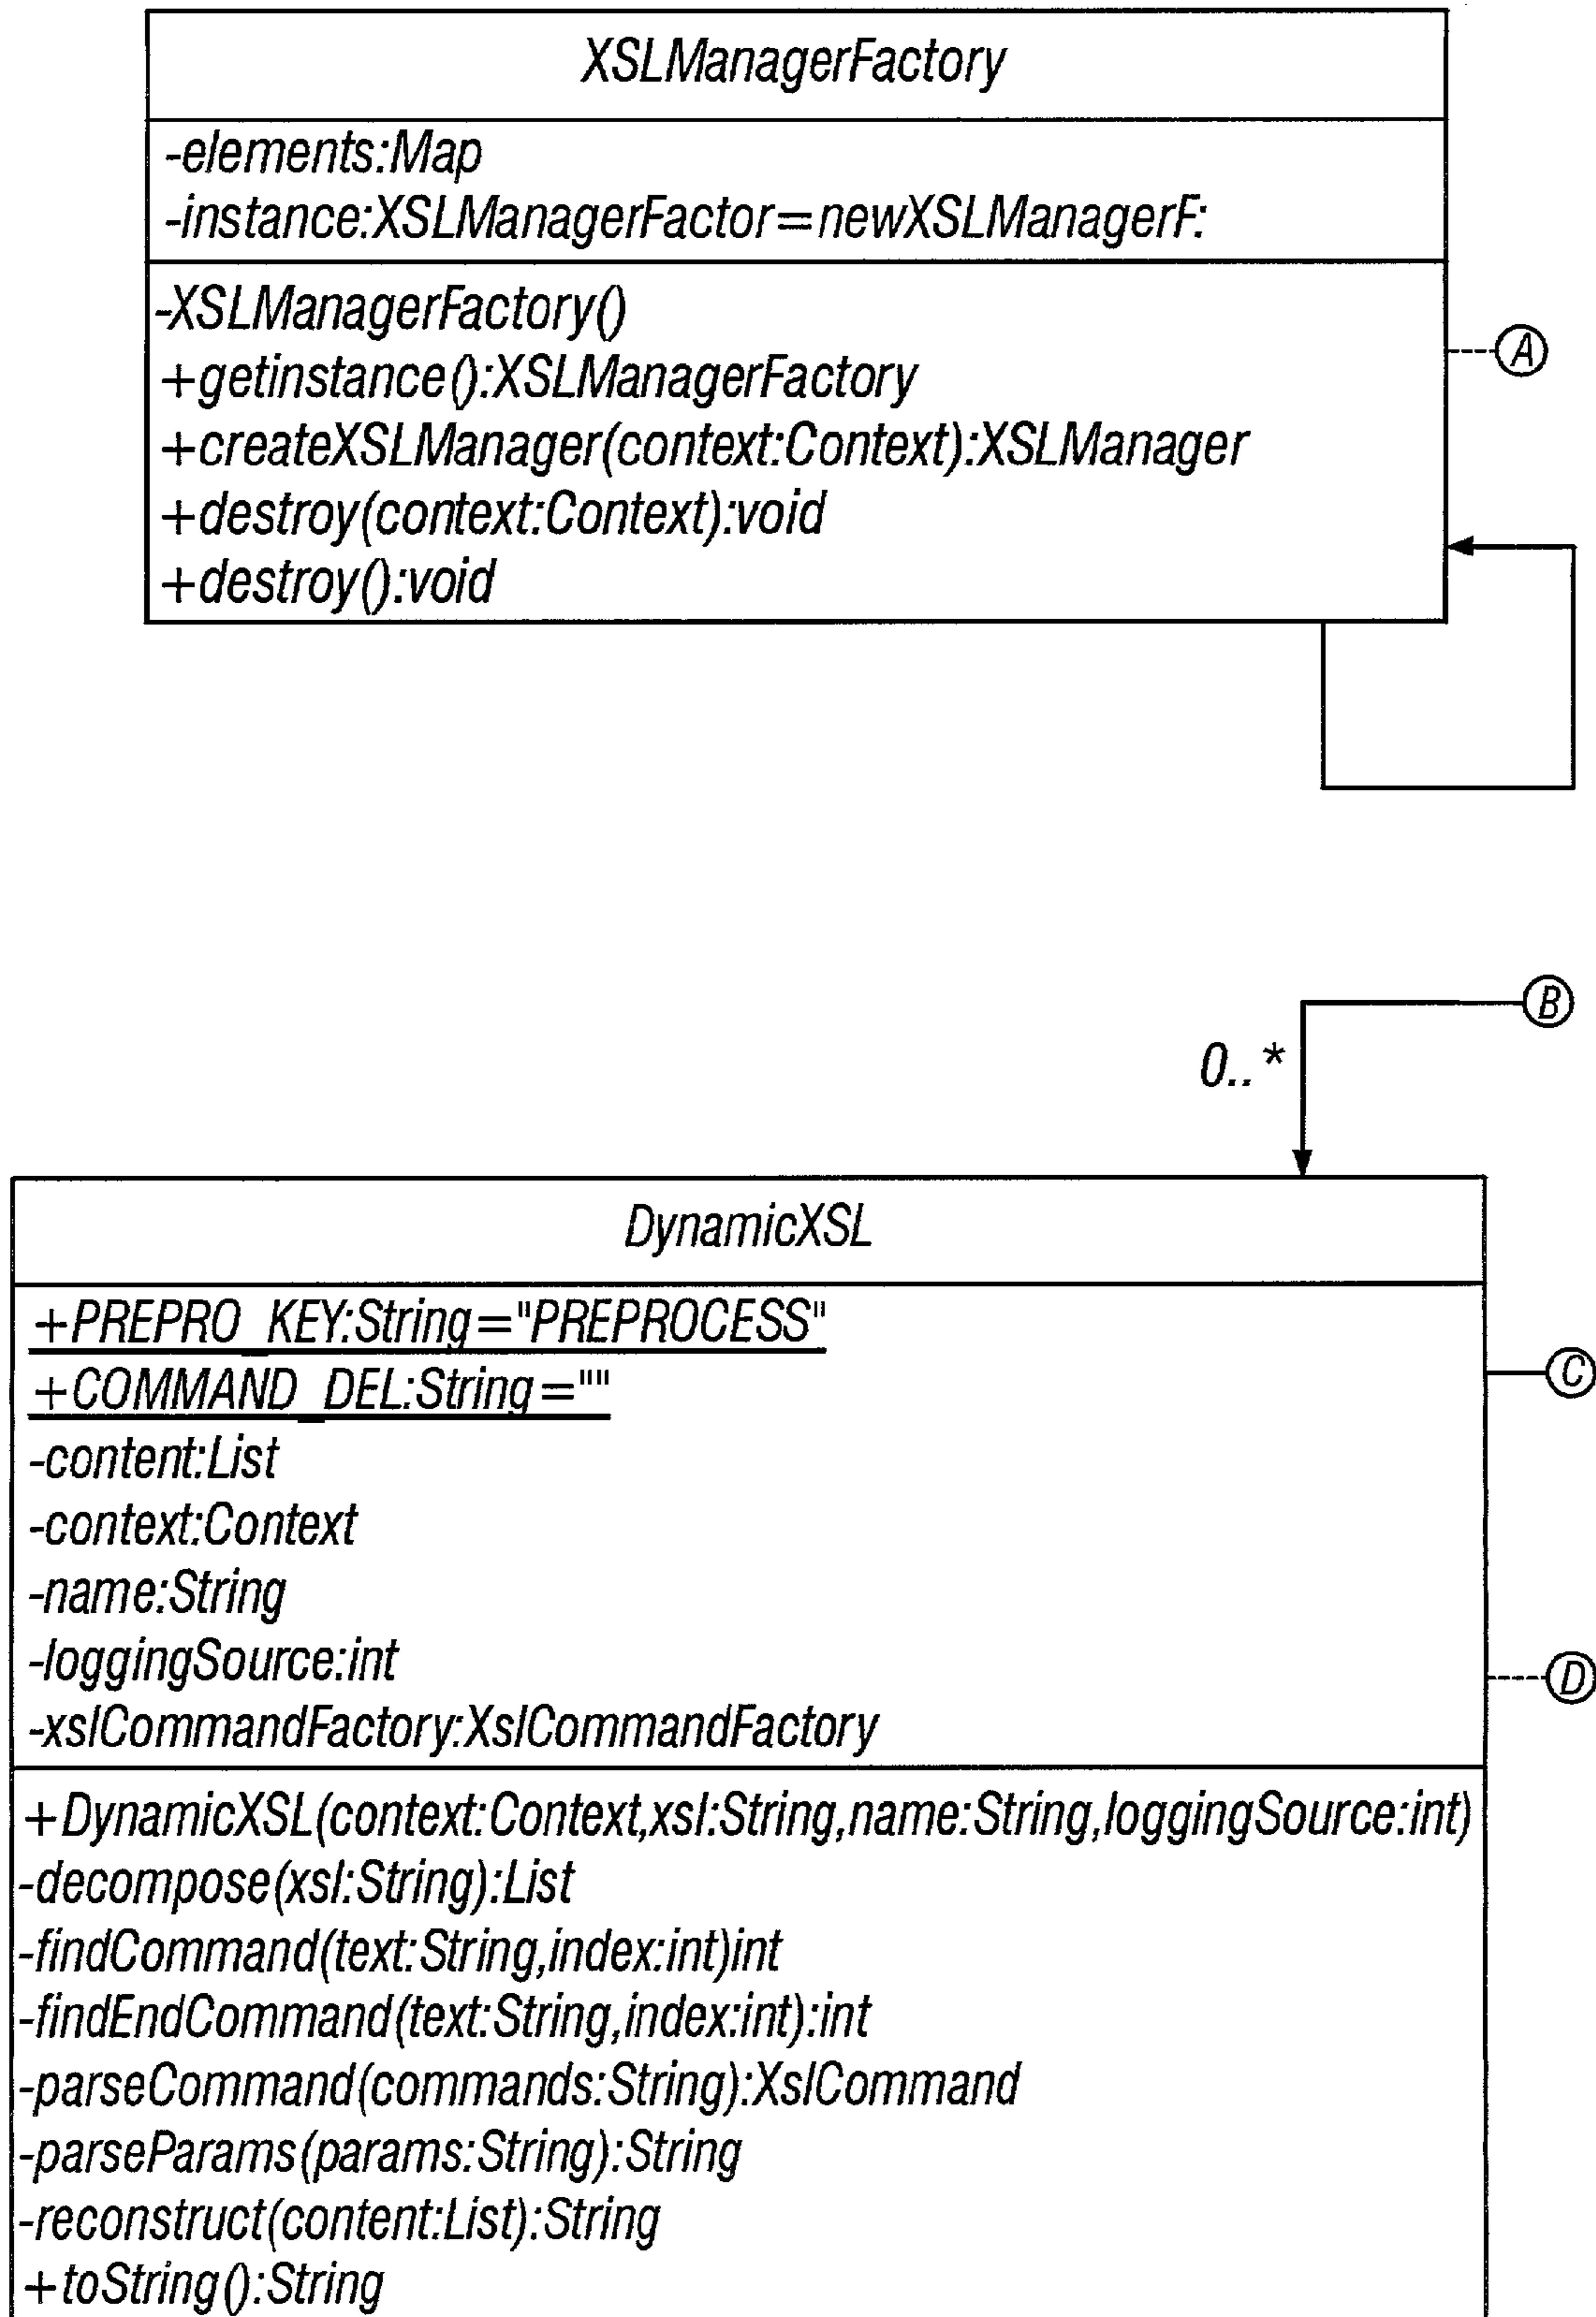 XSLManagerFactory
-elements:Map
-instance:XSLManagerFactor=newXSLManagerF:
-XSLManagerFactory()
+getinstance():XSLManagerFactory
+createXSLManager(context:Context):XSLManager
+destroy(context:Context):void
+destroy():void
A
B
0..*
DynamicXSL
+PREPRO_KEY:String="PREPROCESS"
+COMMAND_DEL:String=""
-content:List
-context:Context
-name:String
-loggingSource:int
-xslCommandFactory:XslCommandFactory
C
D
+DynamicXSL(context:Context,xsl:String,name:String,loggingSource:int)
-decompose(xsl:String):List
-findCommand(text:String,index:int)int
-findEndCommand(text:String,index:int):int
-parseCommand(commands:String):XslCommand
-parseParams(params:String):String
-reconstruct(content:List):String
+toString():String